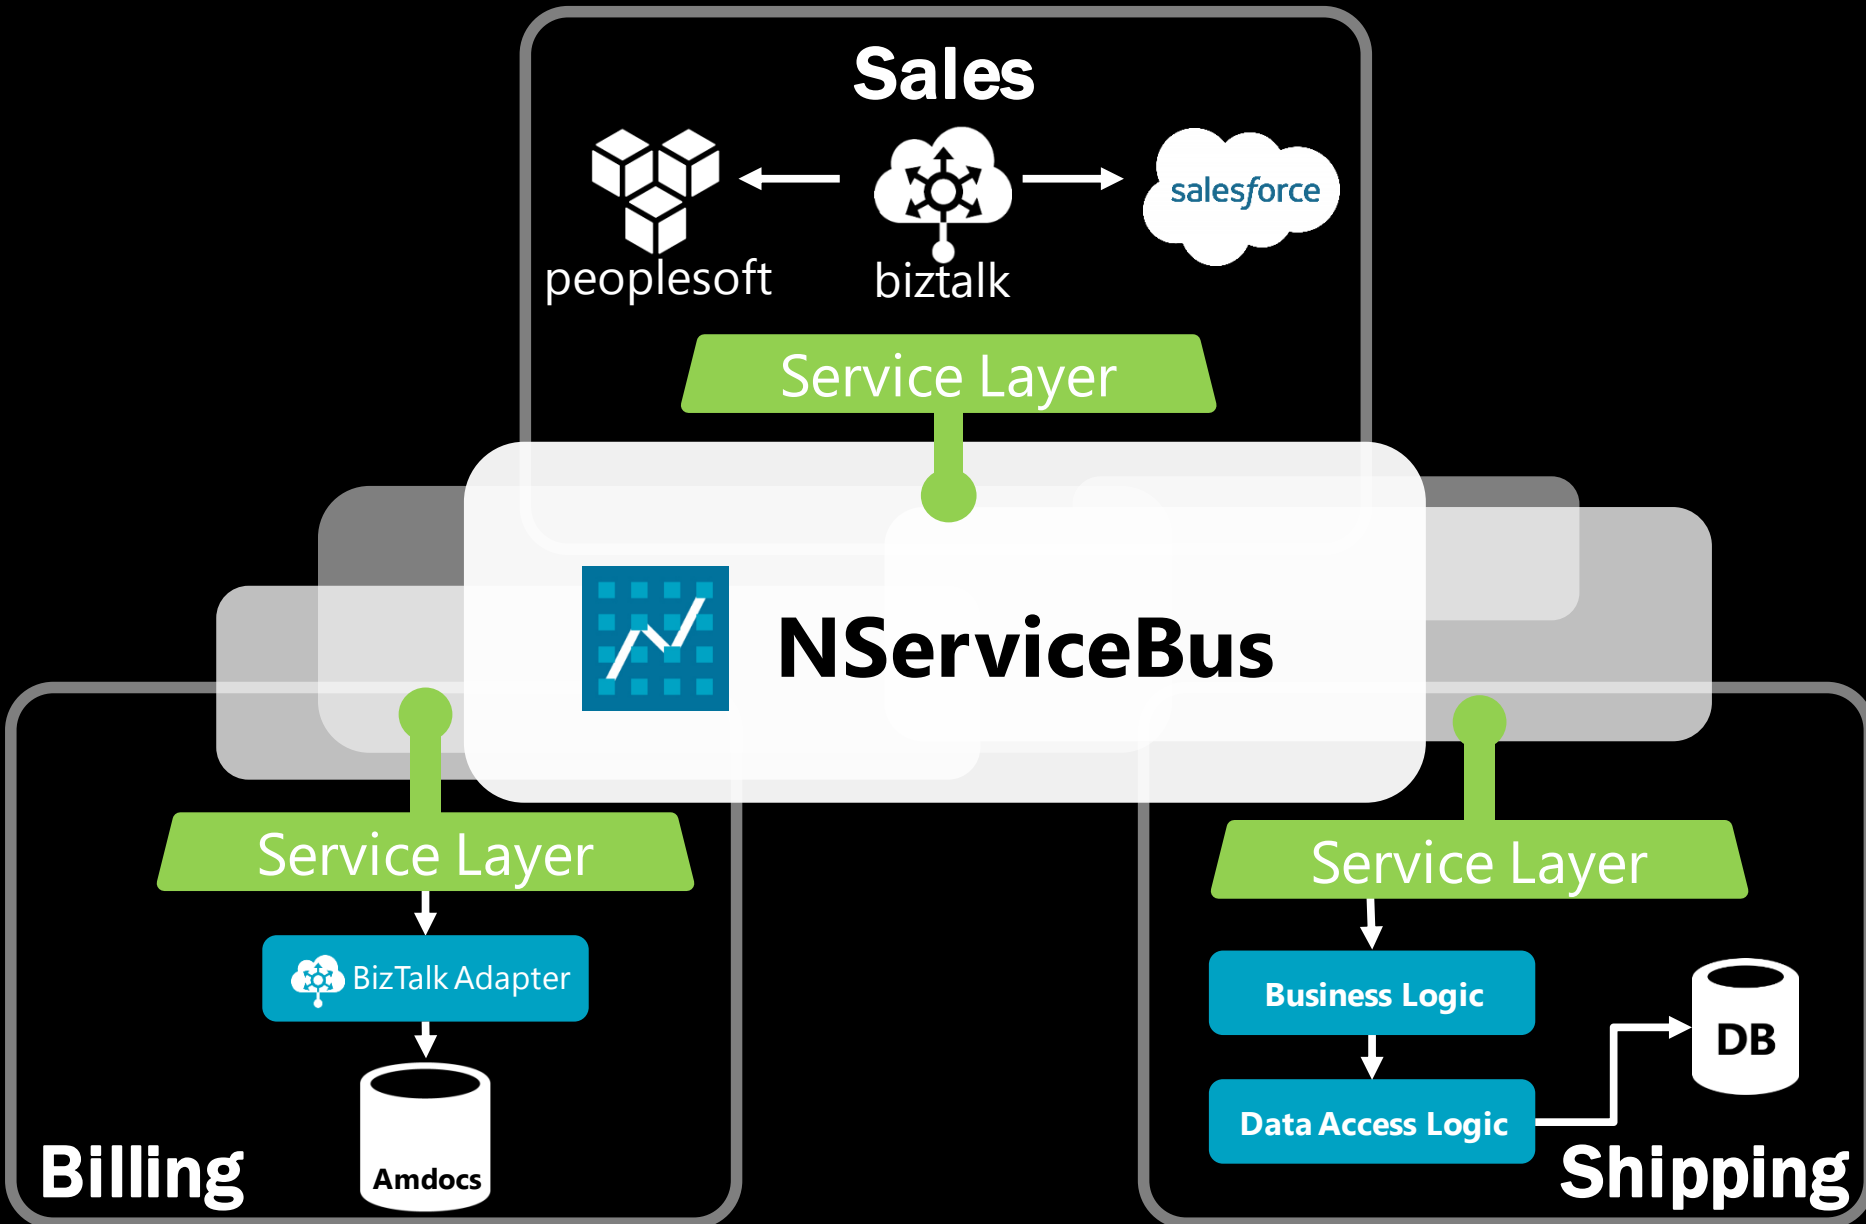 Sales
peoplesoft
biztalk
salesforce
Service Layer
NServiceBus
Service Layer
BizTalk Adapter
Amdocs
Billing
Service Layer
Business Logic
Data Access Logic
DB
Shipping